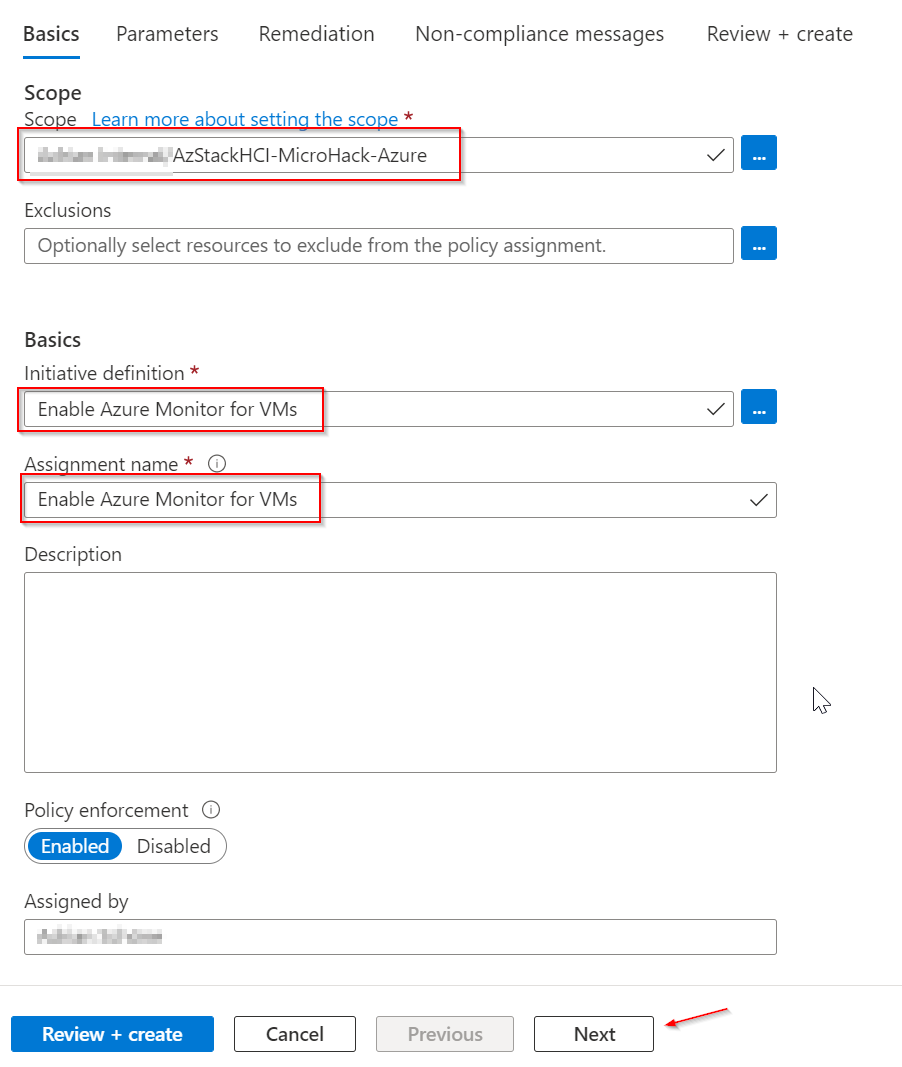 Basics Parameters Remediation Non-compliance messages Review + create
Scope
Scope Learn more about setting the scope *
AzStackHCI-MicroHack-Azure
...
Exclusions
Optionally select resources to exclude from the policy assignment.
...
Basics
Initiative definition *
Enable Azure Monitor for VMs
...
Assignment name *
Enable Azure Monitor for VMs
Description
Policy enforcement
Enabled Disabled
Assigned by
Review + create Cancel Previous Next